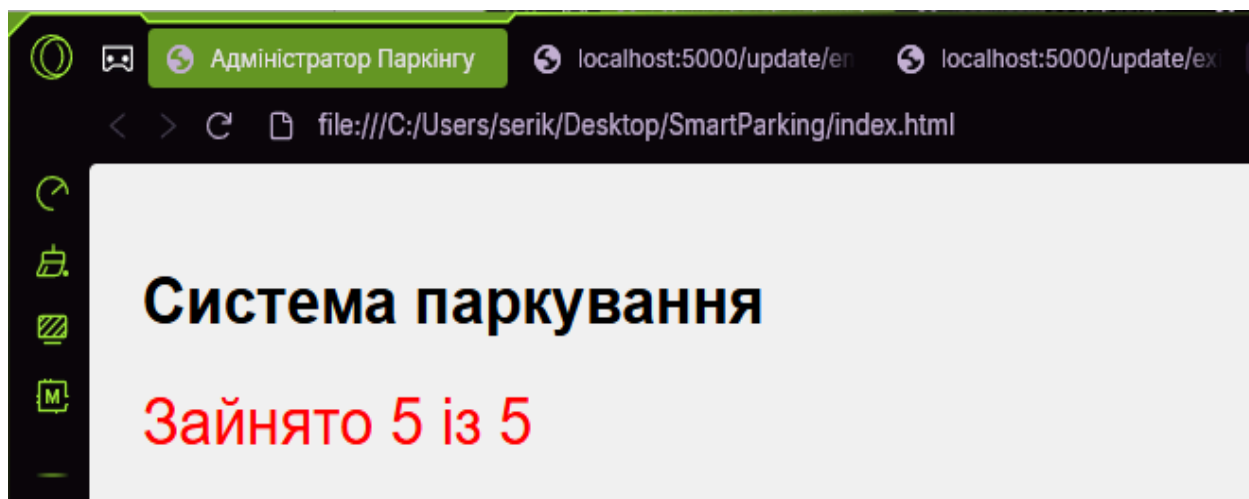 Адміністратор Паркінгу localhost:5000/update/en localhost:5000/update/exi
file:///C:/Users/serik/Desktop/SmartParking/index.html
M
Система паркування
Зайнято 5 із 5